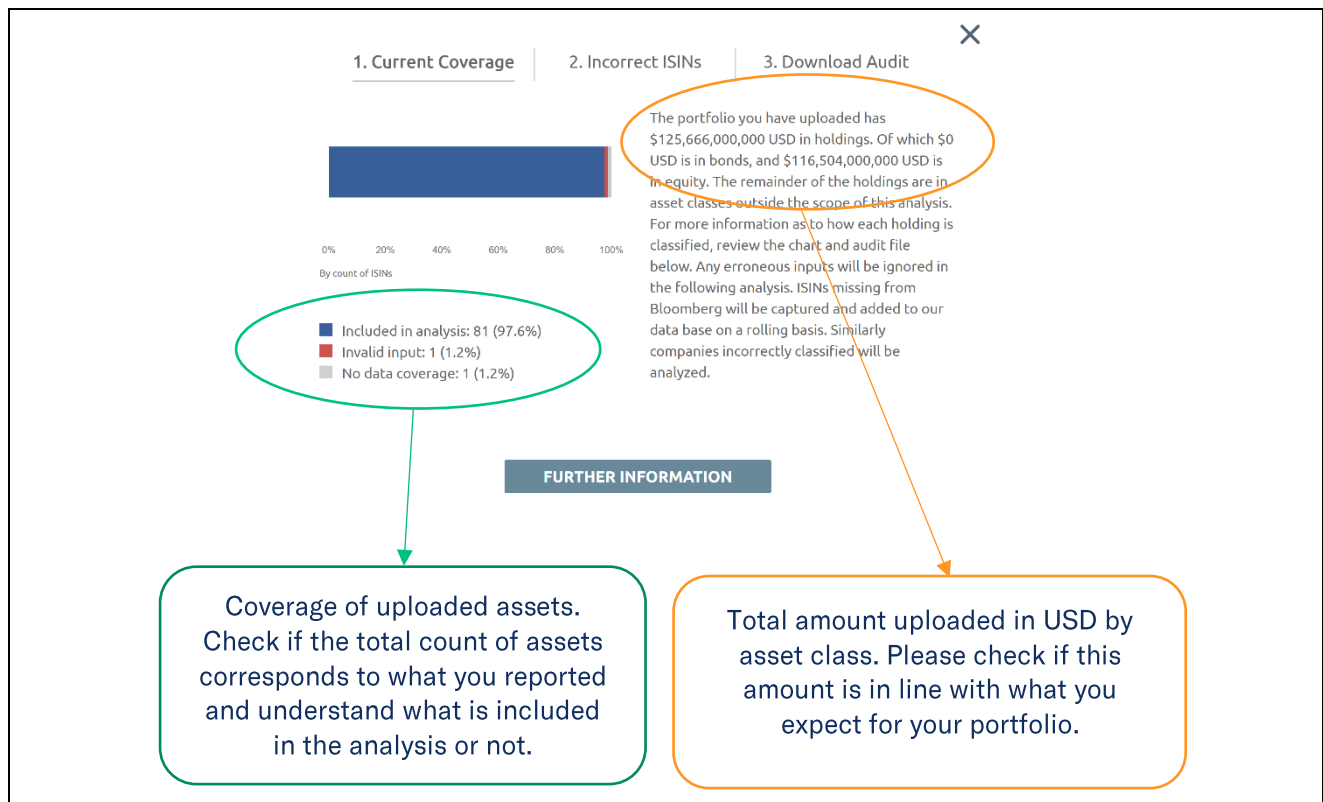 1. Current Coverage
2. Incorrect ISINs
3. Download Audit
The portfolio you have uploaded has
$125,666,000,000 USD in holdings. Of which $0
USD is in bonds, and $116,504,000,000 USD is
in equity. The remainder of the holdings are in
asset classes outside the scope of this analysis.
For more information as to how each holding is
classified, review the chart and audit file
below. Any erroneous inputs will be ignored in
the following analysis. ISINs missing from
Bloomberg will be captured and added to our
data base on a rolling basis. Similarly
companies incorrectly classified will be
analyzed.
0% 20% 40% 60% 80% 100%
By count of ISINs
Included in analysis: 81 (97.6%)
Invalid input: 1 (1.2%)
No data coverage: 1 (1.2%)
FURTHER INFORMATION
Coverage of uploaded assets.
Check if the total count of assets
corresponds to what you reported
and understand what is included
in the analysis or not.
Total amount uploaded in USD by
asset class. Please check if this
amount is in line with what you
expect for your portfolio.